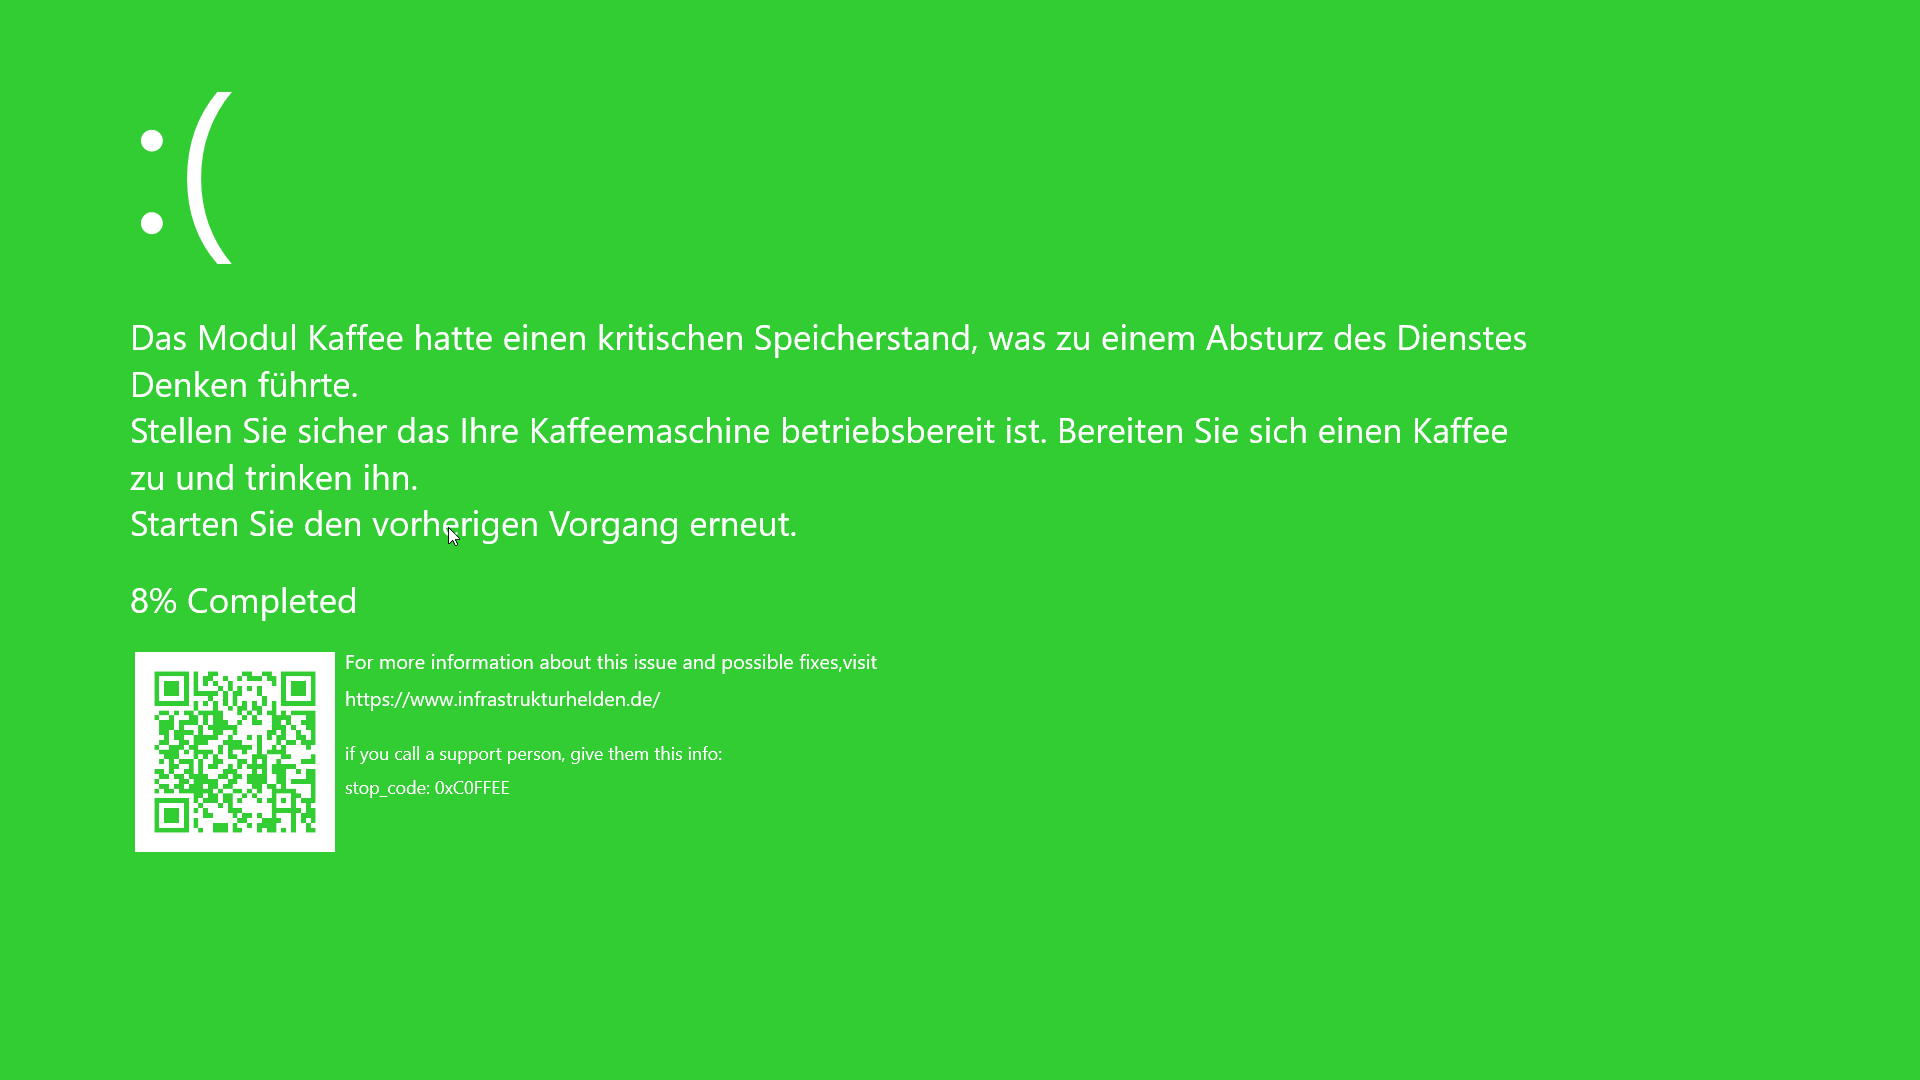 :(
Das Modul Kaffee hatte einen kritischen Speicherstand, was zu einem Absturz des Dienstes
Denken führte.
Stellen Sie sicher das Ihre Kaffeemaschine betriebsbereit ist. Bereiten Sie sich einen Kaffee
zu und trinken ihn.
Starten Sie den vorherigen Vorgang erneut.
8% Completed
For more information about this issue and possible fixes,visit
https://www.infrastrukturhelden.de/
if you call a support person, give them this info:
stop_code: 0xC0FFEE